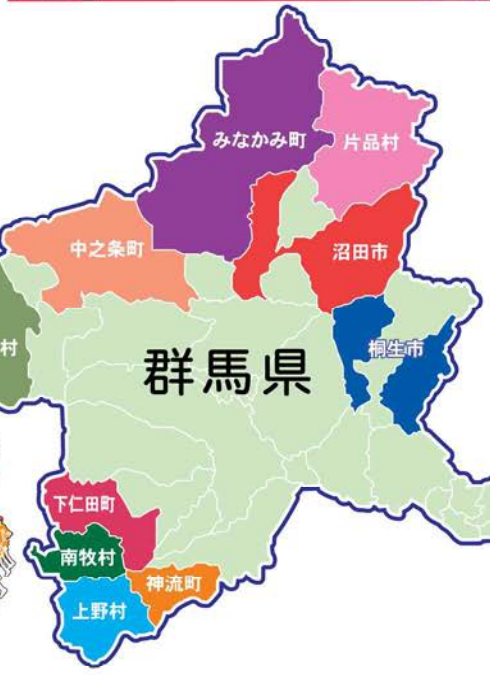 みなかみ町
片品村
中之条町
沼田市
村
桐生市
群馬県
下仁田町
南牧村
神流町
上野村